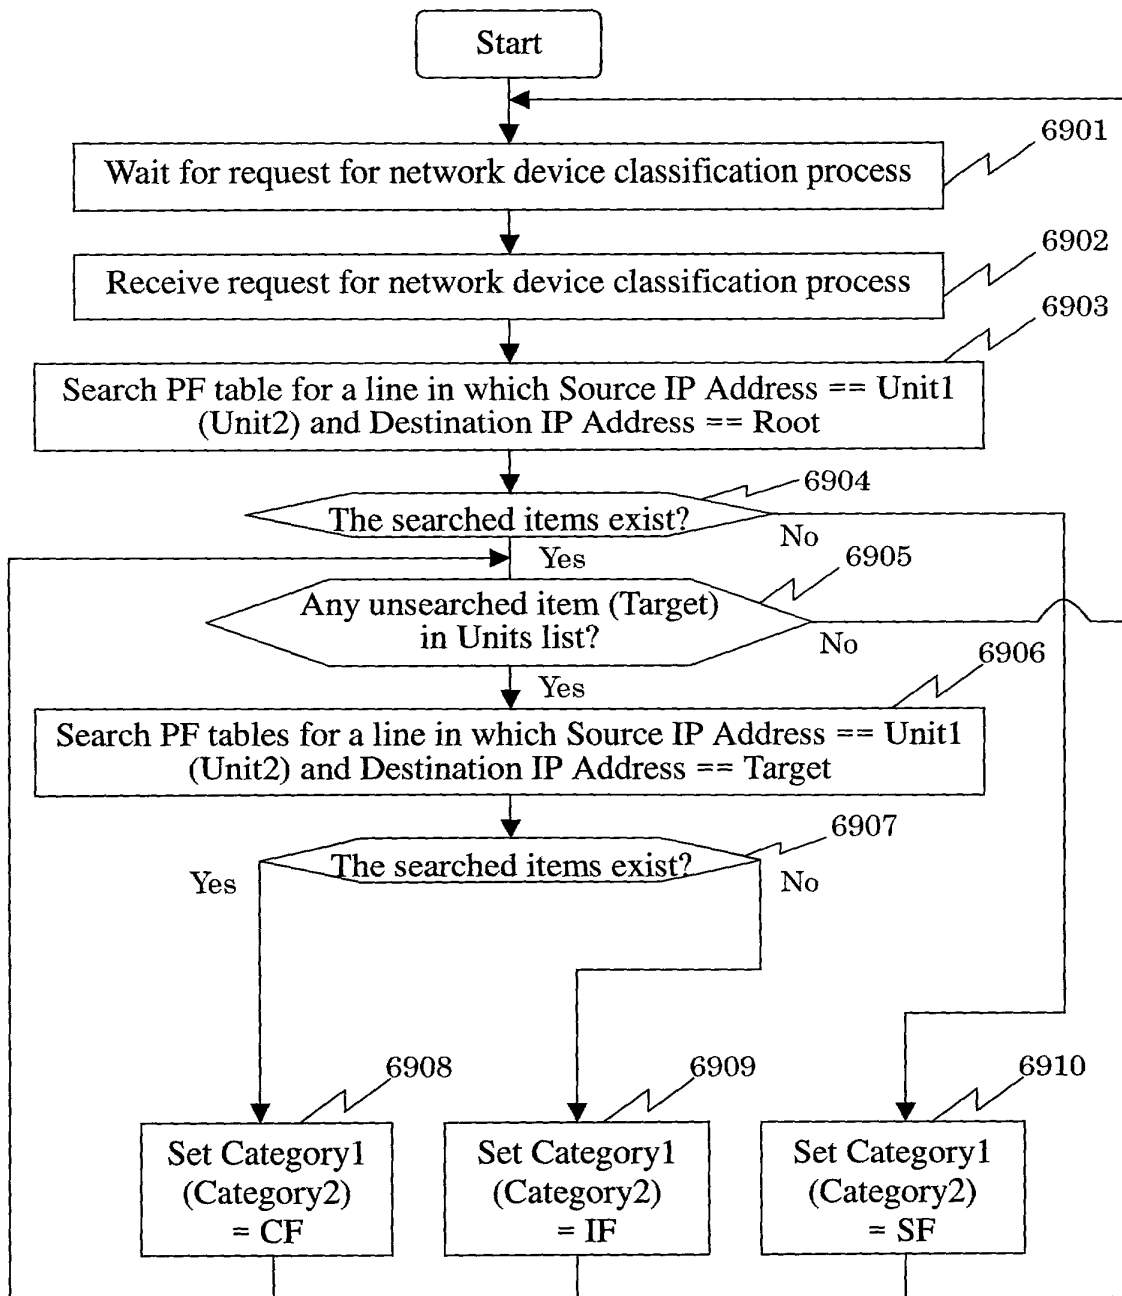 Start
6901
Wait for request for network device classification process
6902
Receive request for network device classification process
6903
Search PF table for a line in which Source IP Address == Unit1
(Unit2) and Destination IP Address == Root
6904
The searched items exist?
No
Yes
6905
Any unsearched item (Target)
in Units list?
No
6906
Yes
Search PF tables for a line in which Source IP Address == Unit1
(Unit2) and Destination IP Address == Target
6907
The searched items exist?
Yes
No
6908
6909
6910
Set Category1
(Category2)
= CF
Set Category1
(Category2)
= IF
Set Category1
(Category2)
= SF